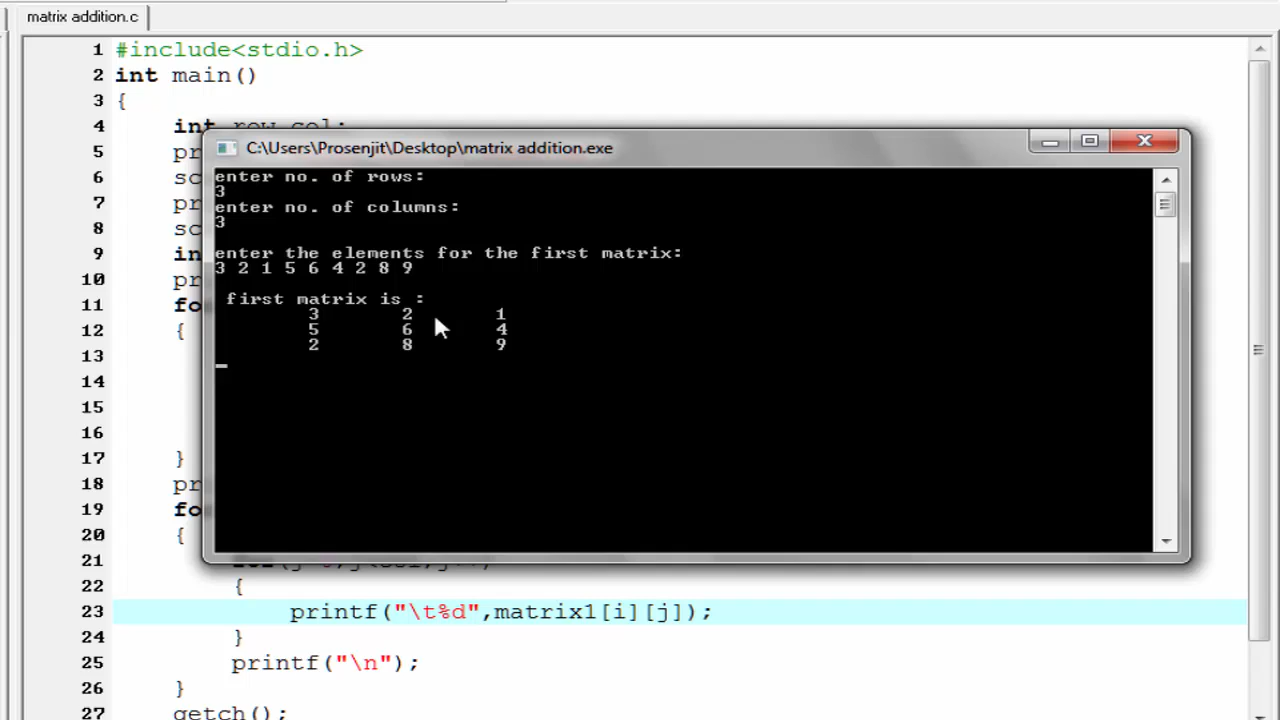 matrix addition.c
1 #include<stdio.h>
2 int main()
3 {
4 int row,col;
5 pr
6 sc
7 pr
8 sc
9 in
10 pr
11 fo
12 {
13
14
15
16
17 }
18 pr
19 fo
20 {
21
22 {
23 printf("\t%d",matrix1[i][j]);
24 }
25 printf("\n");
26 }
27 getch();
C:\Users\Prosenjit\Desktop\matrix addition.exe
enter no. of rows:
3
enter no. of columns:
3
enter the elements for the first matrix:
3 2 1 5 6 4 2 8 9
first matrix is :
3 2 1
5 6 4
2 8 9